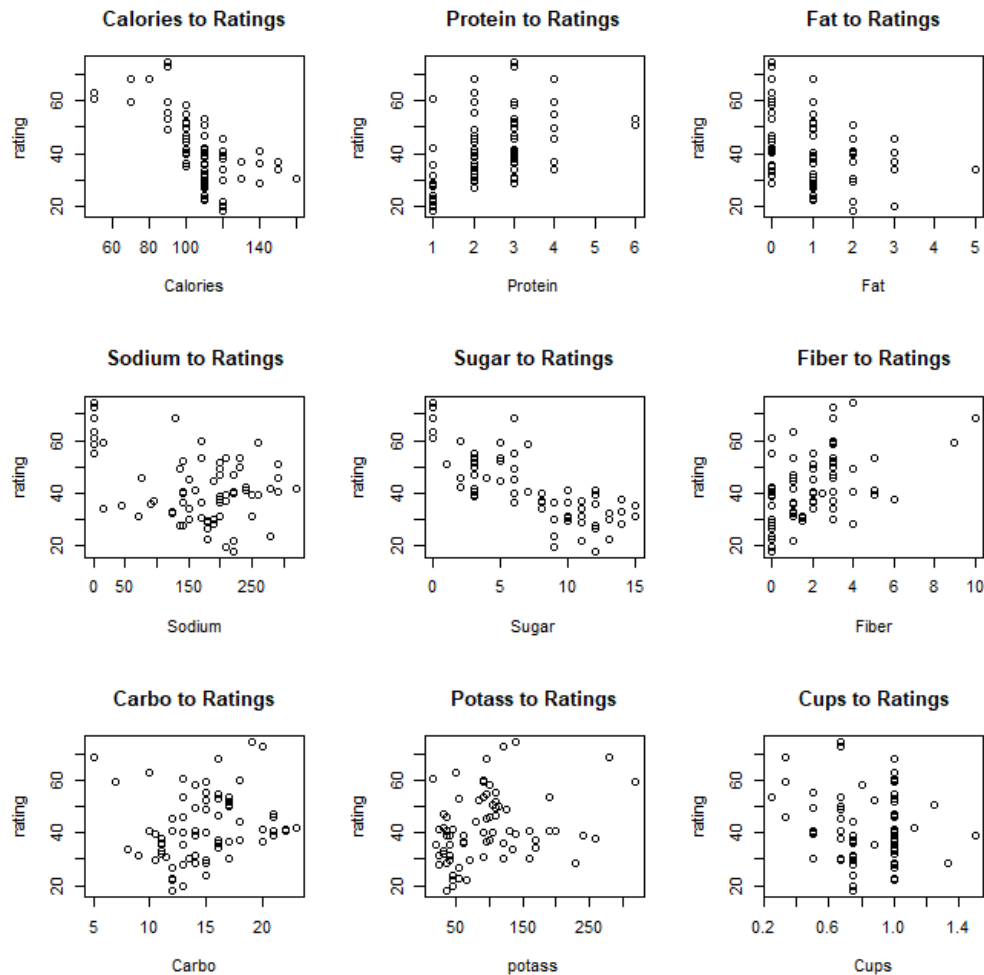 Calories to Ratings
rating
20 40 60
60 80 100 140
Calories
Protein to Ratings
rating
20 40 60
1 2 3 4 5 6
Protein
Fat to Ratings
rating
20 40 60
0 1 2 3 4 5
Fat
Sodium to Ratings
rating
20 40 60
0 50 150 250
Sodium
Sugar to Ratings
rating
20 40 60
0 5 10 15
Sugar
Fiber to Ratings
rating
20 40 60
0 2 4 6 8 10
Fiber
Carbo to Ratings
rating
20 40 60
5 10 15 20
Carbo
Potass to Ratings
rating
20 40 60
50 150 250
potass
Cups to Ratings
rating
20 40 60
0.2 0.6 1.0 1.4
Cups